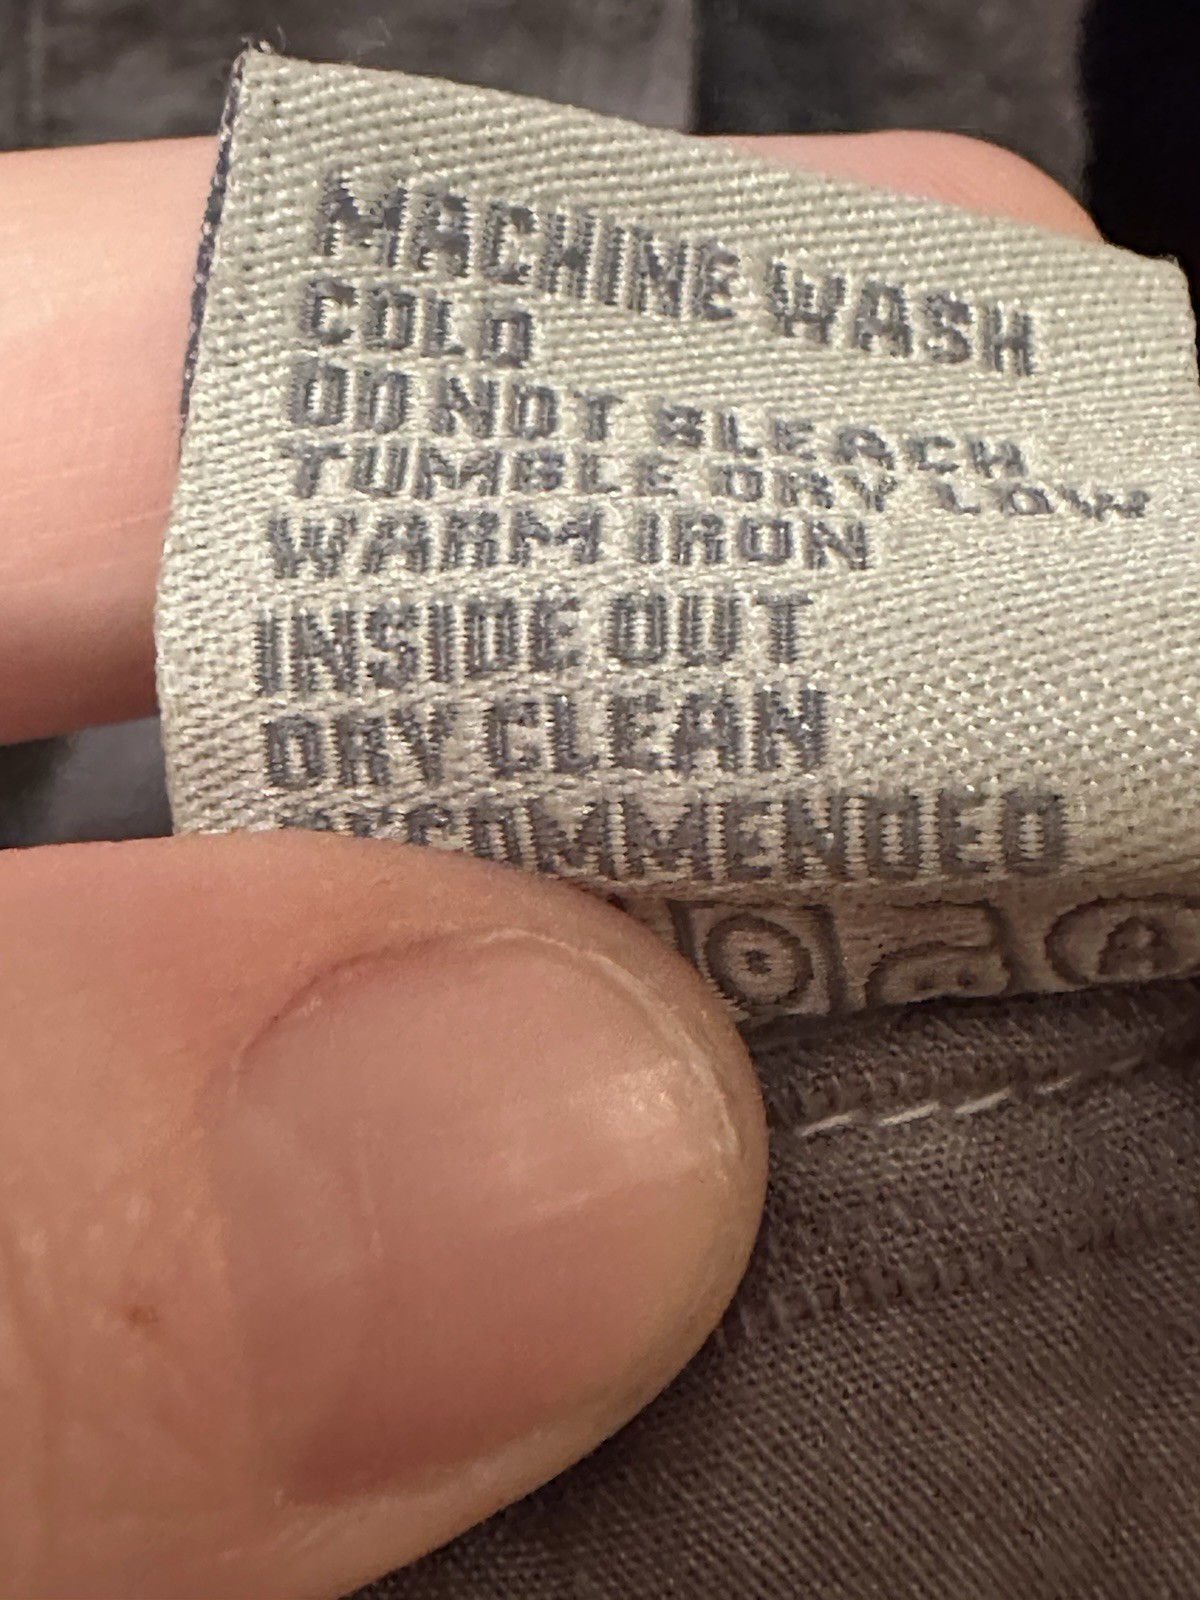 MACHINE WASH
COLD
DO NOT BLEACH
TUMBLE DRY LOW
WARM IRON
INSIDE OUT
DRY CLEAN
RECOMMENDED
A